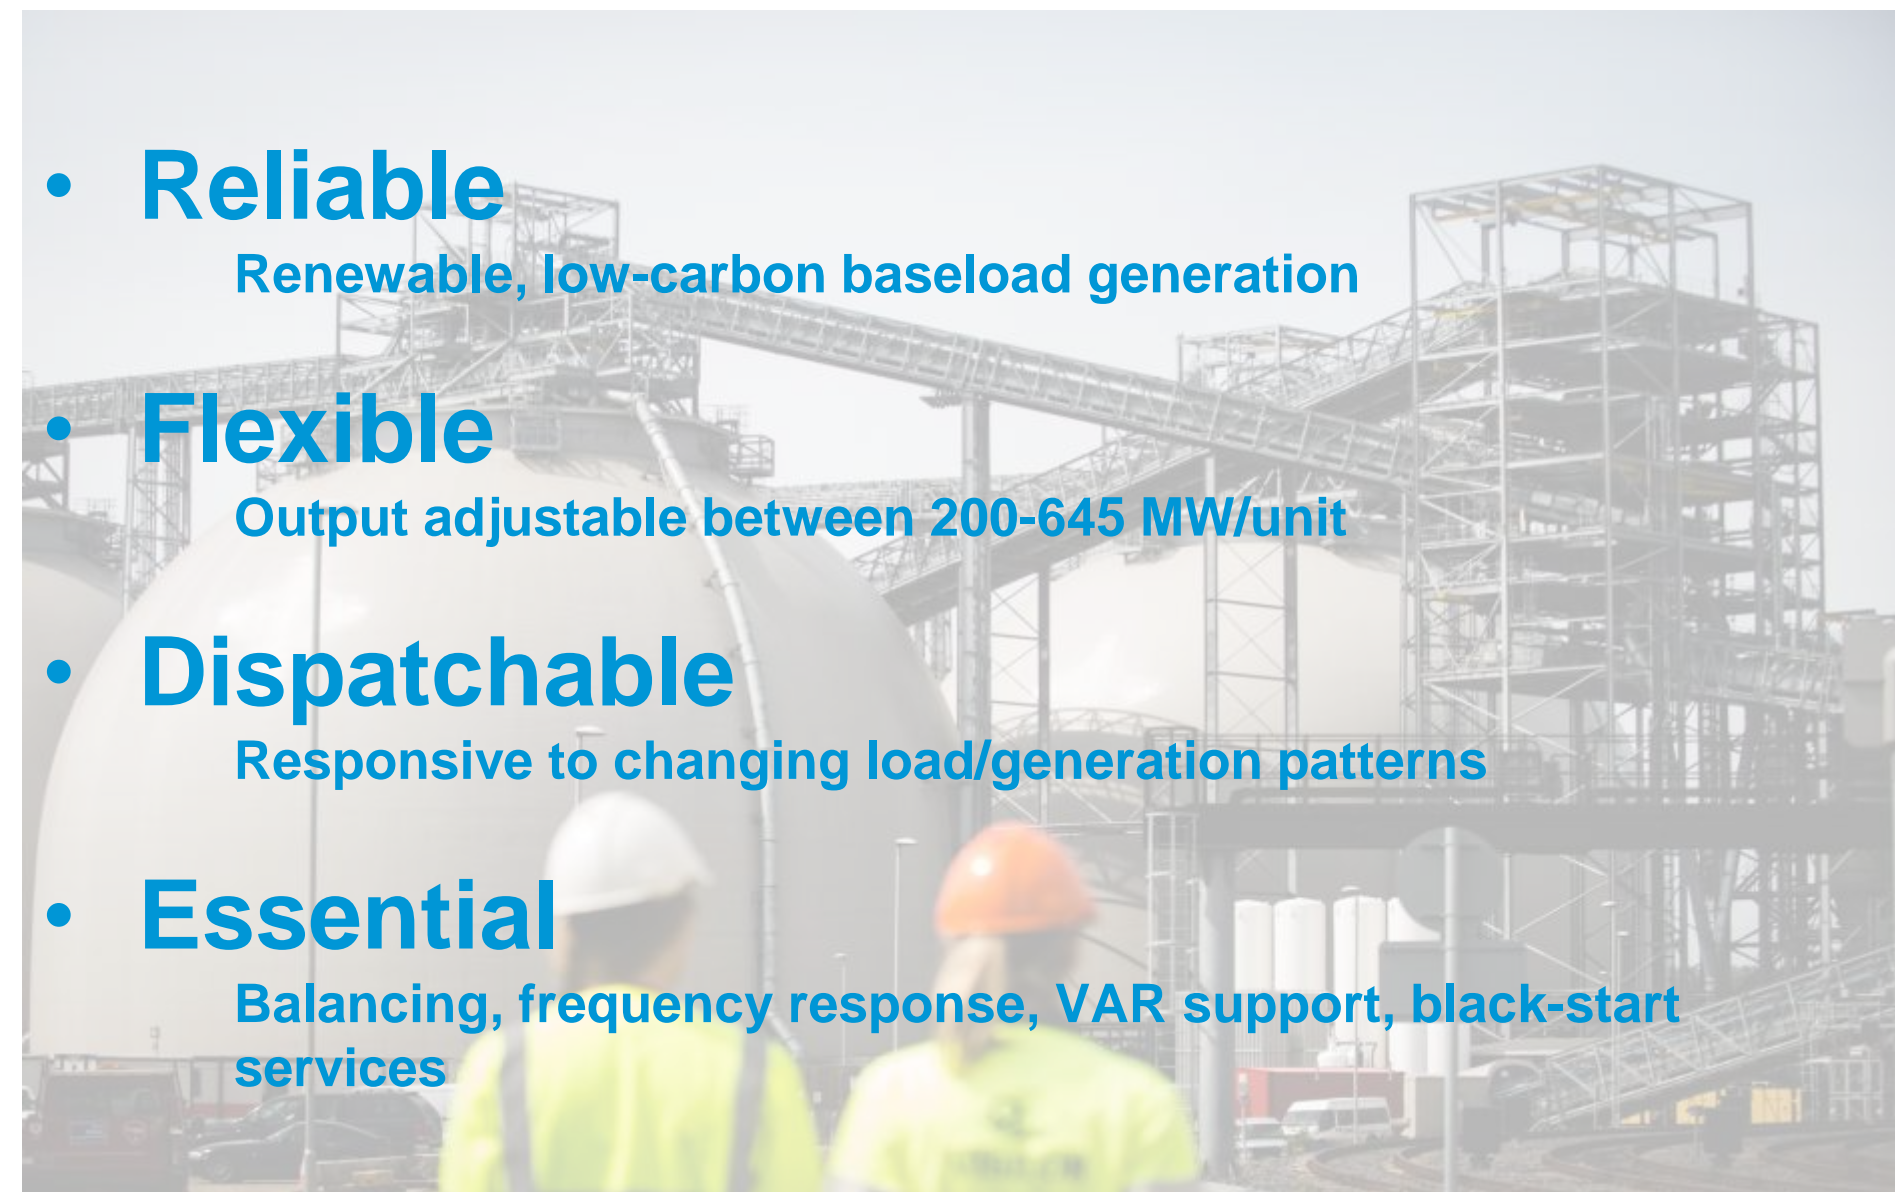 • Reliable
Renewable, low-carbon baseload generation
• Flexible
Output adjustable between 200-645 MW/unit
• Dispatchable
Responsive to changing load/generation patterns
• Essential
Balancing, frequency response, VAR support, black-start
services